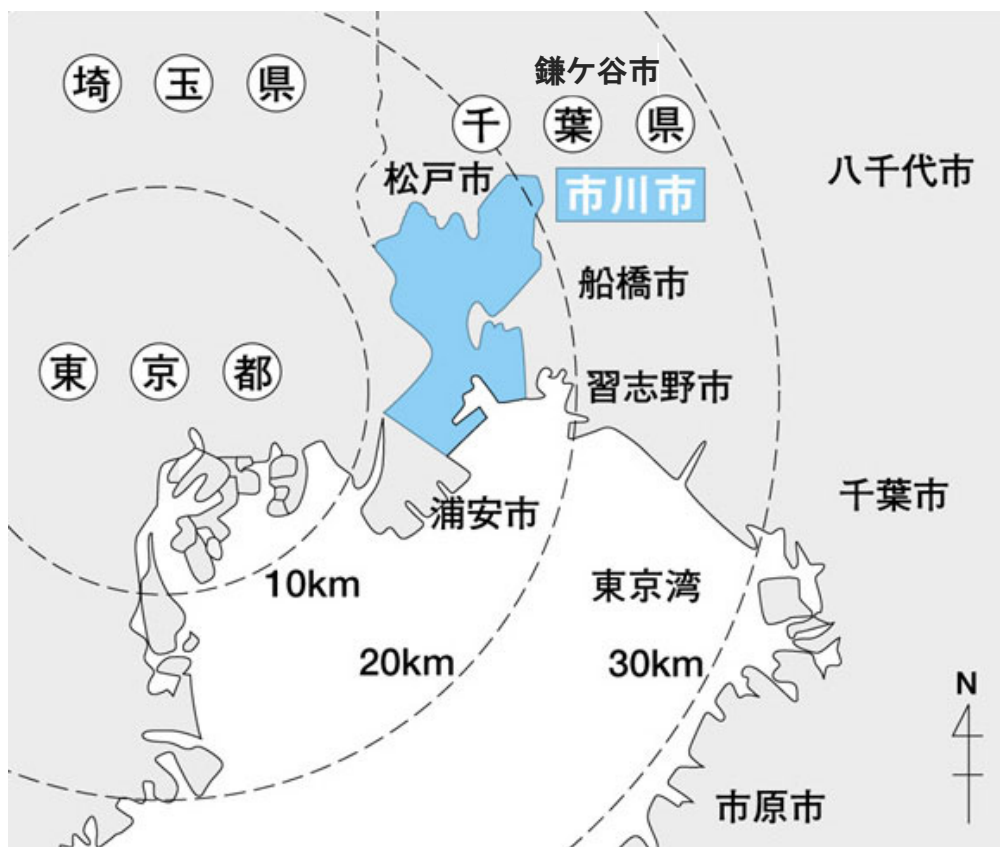 鎌ケ谷市
埼玉県
千葉県
松戸市
市川市
八千代市
船橋市
東京都
習志野市
千葉市
浦安市
10km
東京湾
20km
30km
N
市原市